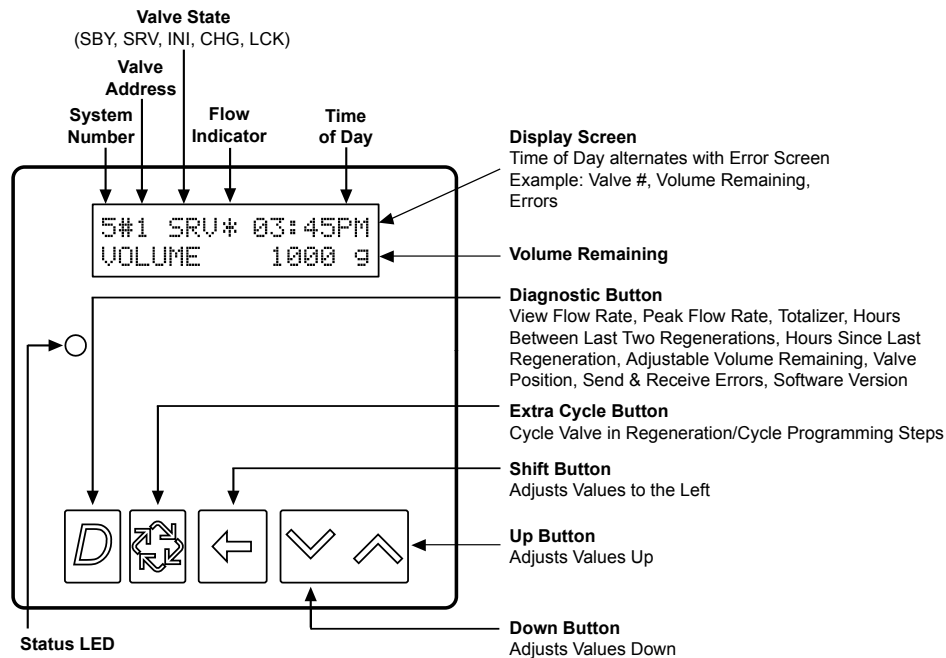 Valve State
(SBY, SRV, INI, CHG, LCK)
Valve
Address
System
Number
Flow
Indicator
Time
of Day
5#1 SRV* 03:45PM
VOLUME 1000 g
Display Screen
Time of Day alternates with Error Screen
Example: Valve #, Volume Remaining,
Errors
Volume Remaining
Diagnostic Button
View Flow Rate, Peak Flow Rate, Totalizer, Hours
Between Last Two Regenerations, Hours Since Last
Regeneration, Adjustable Volume Remaining, Valve
Position, Send & Receive Errors, Software Version
Extra Cycle Button
Cycle Valve in Regeneration/Cycle Programming Steps
Shift Button
Adjusts Values to the Left
D
Up Button
Adjusts Values Up
Down Button
Adjusts Values Down
Status LED